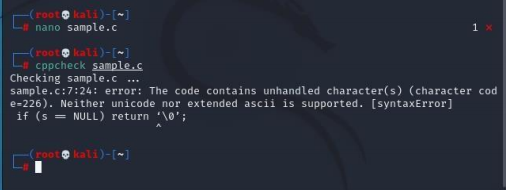 ┌──(root💀kali)-[~]
└─# nano sample.c 1 ✕
┌──(root💀kali)-[~]
└─# cppcheck sample.c
Checking sample.c ...
sample.c:7:24: error: The code contains unhandled character(s) (character cod
e=226). Neither unicode nor extended ascii is supported. [syntaxError]
if (s == NULL) return ‘\0’;
^
┌──(root💀kali)-[~]
└─#